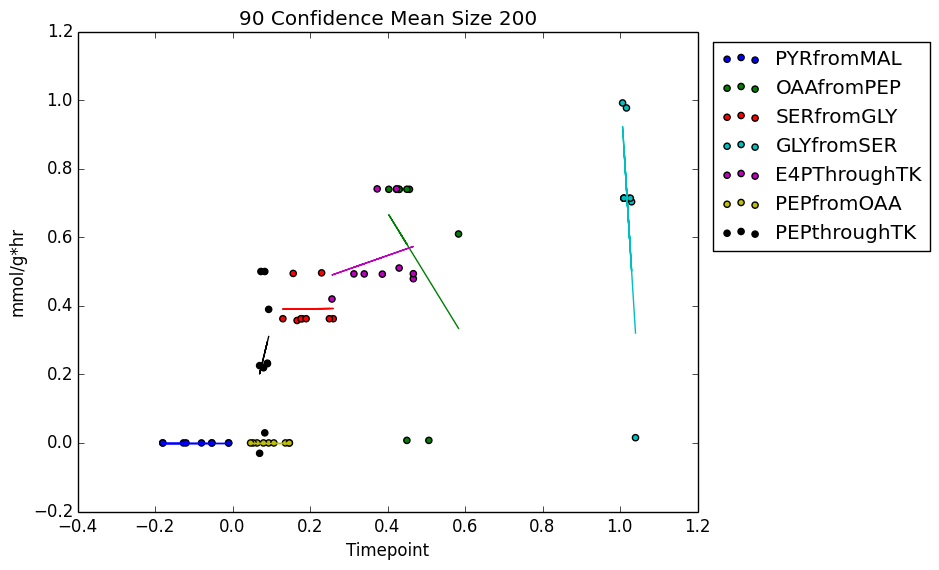 90 Confidence Mean Size 200
1.2
1.0
0.8
0.6
0.4
0.2
0.0
−0.2
mmol/g*hr
−0.4 −0.2 0.0 0.2 0.4 0.6 0.8 1.0 1.2
Timepoint
PYRfromMAL
OAAfromPEP
SERfromGLY
GLYfromSER
E4PThroughTK
PEPfromOAA
PEPthroughTK